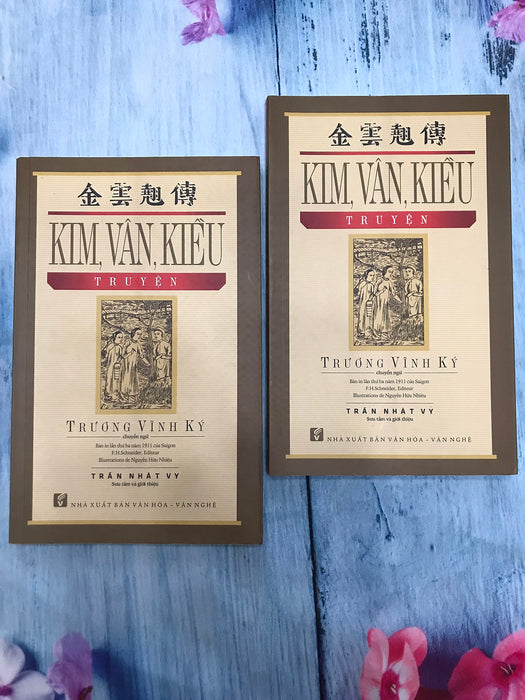 金雲翹傳
KIM, VÂN, KIỀU
TRUYỆN
TRƯƠNG VĨNH KÝ
chuyển ngữ
Bản in lần thứ ba năm 1911 của Saigon
F.H.Schneider, Editeur
Illustrations de Nguyễn Hữu Nhiêu
TRẦN NHẬT VY
Sưu tầm và giới thiệu
NHÀ XUẤT BẢN VĂN HÓA - VĂN NGHỆ
金雲翹傳
KIM, VÂN, KIỀU
TRUYỆN
TRƯƠNG VĨNH KÝ
chuyển ngữ
Bản in lần thứ ba năm 1911 của Saigon
F.H.Schneider, Editeur
Illustrations de Nguyễn Hữu Nhiêu
TRẦN NHẬT VY
Sưu tầm và giới thiệu
NHÀ XUẤT BẢN VĂN HÓA - VĂN NGHỆ